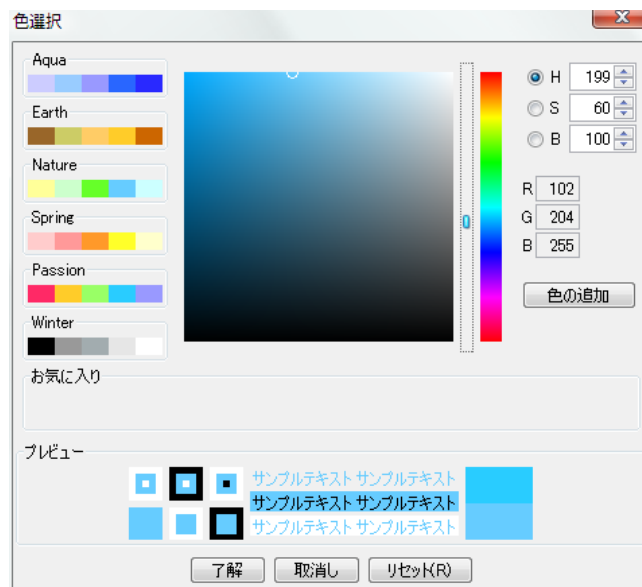 色選択
Aqua
Earth
Nature
Spring
Passion
Winter
H 199
S 60
B 100
R 102
G 204
B 255
色の追加
お気に入り
プレビュー
サンプルテキスト サンプルテキスト
サンプルテキスト サンプルテキスト
サンプルテキスト サンプルテキスト
了解 取消し リセット(R)